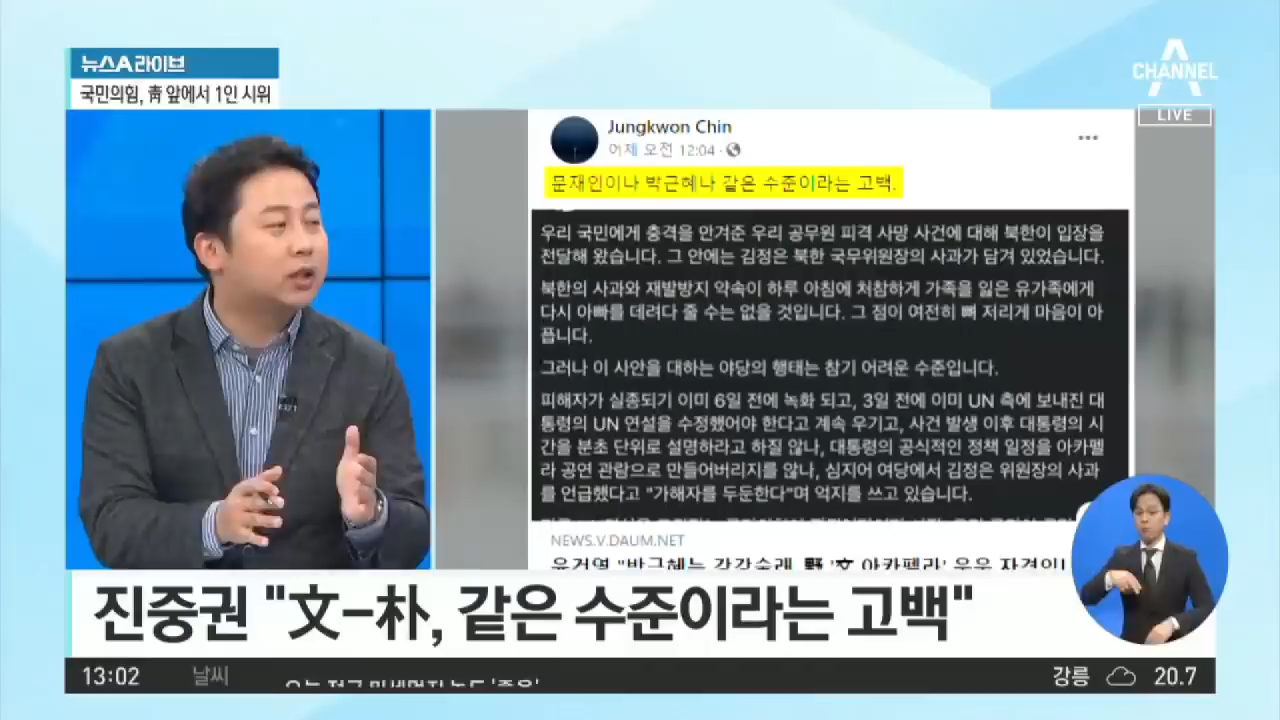 뉴스A 라이브
국민의힘, 靑 앞에서 1인 시위
CHANNEL A
LIVE
Jungkwon Chin
어제 오전 12:04 ·
문재인이나 박근혜나 같은 수준이라는 고백.
우리 국민에게 충격을 안겨준 우리 공무원 피격 사망 사건에 대해 북한이 입장을
전달해 왔습니다. 그 안에는 김정은 북한 국무위원장의 사과가 담겨 있었습니다.
북한의 사과와 재발방지 약속이 하루 아침에 처참하게 가족을 잃은 유가족에게
다시 아빠를 데려다 줄 수는 없을 것입니다. 그 점이 여전히 뼈 저리게 마음이 아
픕니다.
그러나 이 사안을 대하는 야당의 행태는 참기 어려운 수준입니다.
피해자가 실종되기 이미 6일 전에 녹화 되고, 3일 전에 이미 UN 측에 보내진 대
통령의 UN 연설을 수정했어야 한다고 계속 우기고, 사건 발생 이후 대통령의 시
간을 분초 단위로 설명하라고 하질 않나, 대통령의 공식적인 정책 일정을 아카펠
라 공연 관람으로 만들어버리지를 않나, 심지어 여당에서 김정은 위원장의 사과
를 언급했다고 "가해자를 두둔한다"며 억지를 쓰고 있습니다.
NEWS.V.DAUM.NET
진중권 "文-朴, 같은 수준이라는 고백"
13:02 날씨
강릉 20.7